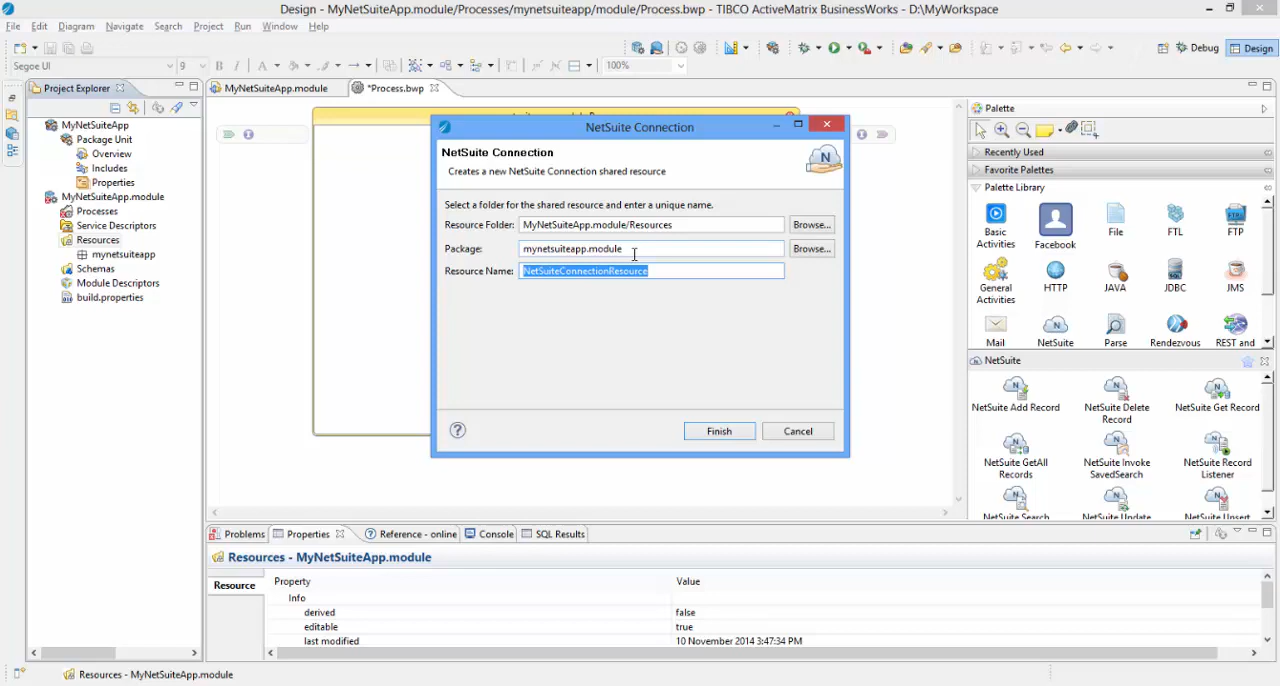 Design - MyNetSuiteApp.module/Processes/mynetsuiteapp/module/Process.bwp - TIBCO ActiveMatrix BusinessWorks - D:\MyWorkspace
File Edit Diagram Navigate Search Project Run Window Help
Debug Design
Segoe UI 9 B I A 100%
Project Explorer
MyNetSuiteApp.module *Process.bwp
Palette
MyNetSuiteApp
Package Unit
Overview
Includes
Properties
MyNetSuiteApp.module
Processes
Service Descriptors
Resources
mynetsuiteapp
Schemas
Module Descriptors
build.properties
NetSuite Connection
NetSuite Connection
Creates a new NetSuite Connection shared resource
Select a folder for the shared resource and enter a unique name.
Resource Folder: MyNetSuiteApp.module/Resources Browse...
Package: mynetsuiteapp.module Browse...
Resource Name: NetSuiteConnectionResource
Finish Cancel
Recently Used
Favorite Palettes
Palette Library
Basic Activities
Facebook
File
FTL
FTP
General Activities
HTTP
JAVA
JDBC
JMS
Mail
NetSuite
Parse
Rendezvous
REST and
NetSuite
NetSuite Add Record
NetSuite Delete Record
NetSuite Get Record
NetSuite GetAll Records
NetSuite Invoke SavedSearch
NetSuite Record Listener
NetSuite Search
NetSuite Update
NetSuite Upsert
Problems Properties Reference - online Console SQL Results
Resources - MyNetSuiteApp.module
Resource
Property Value
Info
derived false
editable true
last modified 10 November 2014 3:47:34 PM
Resources - MyNetSuiteApp.module